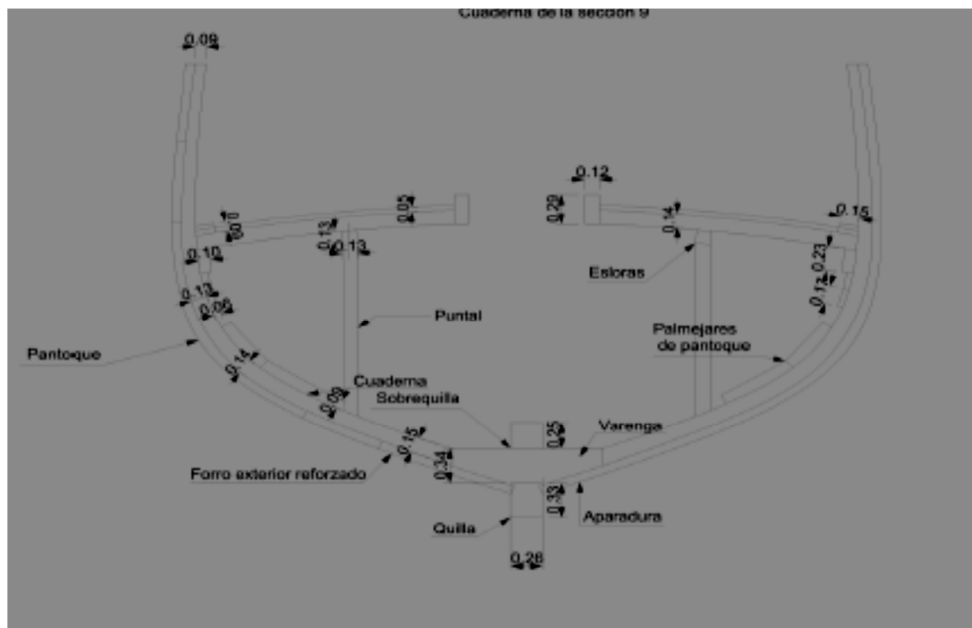 Cuaderna de la sección 9
0.09
0.12
0.05
0.29
0.14
0.15
0.09
0.13
0.13
0.23
0.10
Esloras
0.13
0.06
Puntal
Palmejares
de pantoque
Pantoque
0.14
Cuaderna
0.09
Sobrequilla
0.25
Varenga
0.15
0.34
Forro exterior reforzado
0.33
Aparadura
Quilla